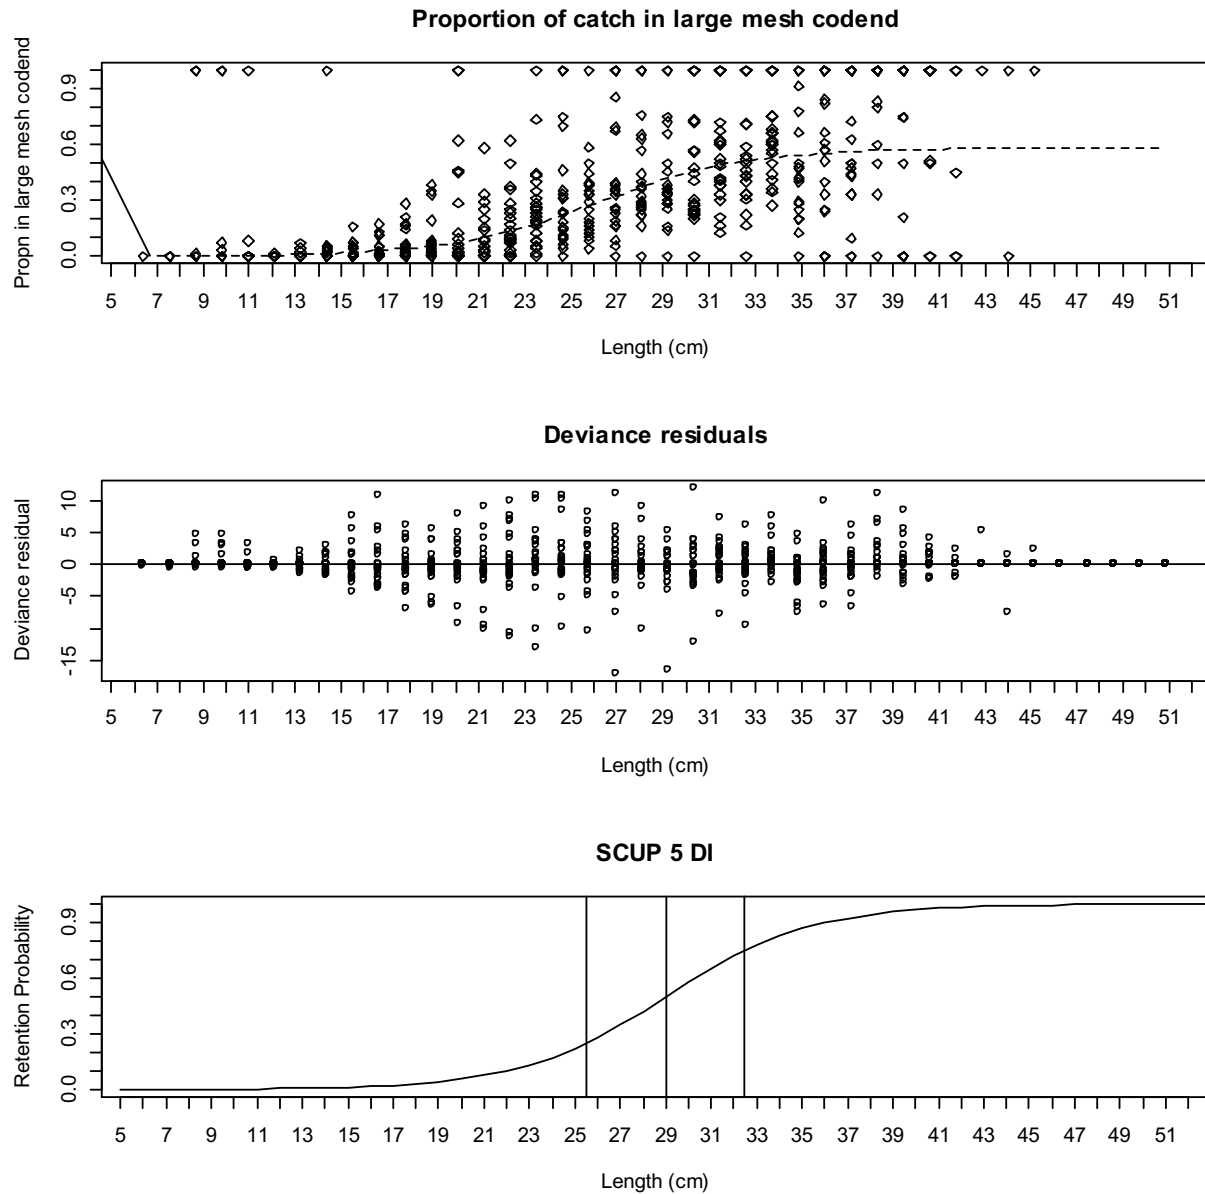 Proportion of catch in large mesh codend
Propn in large mesh codend
0.9
0.6
0.3
0.0
5 7 9 11 13 15 17 19 21 23 25 27 29 31 33 35 37 39 41 43 45 47 49 51
Length (cm)
Deviance residuals
Deviance residual
10
5
0
-5
-15
5 7 9 11 13 15 17 19 21 23 25 27 29 31 33 35 37 39 41 43 45 47 49 51
Length (cm)
SCUP 5 DI
Retention Probability
0.9
0.6
0.3
0.0
5 7 9 11 13 15 17 19 21 23 25 27 29 31 33 35 37 39 41 43 45 47 49 51
Length (cm)